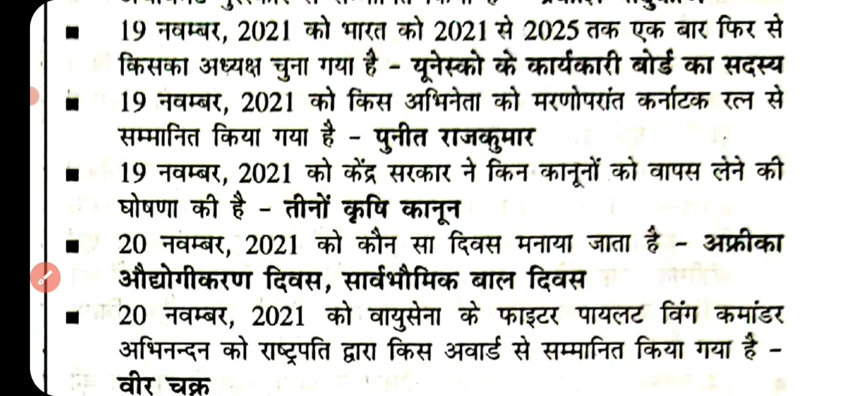 ■ 19 नवम्बर, 2021 को भारत को 2021 से 2025 तक एक बार फिर से
किसका अध्यक्ष चुना गया है – यूनेस्को के कार्यकारी बोर्ड का सदस्य
■ 19 नवम्बर, 2021 को किस अभिनेता को मरणोपरांत कर्नाटक रत्न से
सम्मानित किया गया है – पुनीत राजकुमार
■ 19 नवम्बर, 2021 को केंद्र सरकार ने किन कानूनों को वापस लेने की
घोषणा की है – तीनों कृषि कानून
■ 20 नवम्बर, 2021 को कौन सा दिवस मनाया जाता है – अफ्रीका
औद्योगीकरण दिवस, सार्वभौमिक बाल दिवस
■ 20 नवम्बर, 2021 को वायुसेना के फाइटर पायलट विंग कमांडर
अभिनन्दन को राष्ट्रपति द्वारा किस अवार्ड से सम्मानित किया गया है –
वीर चक्र